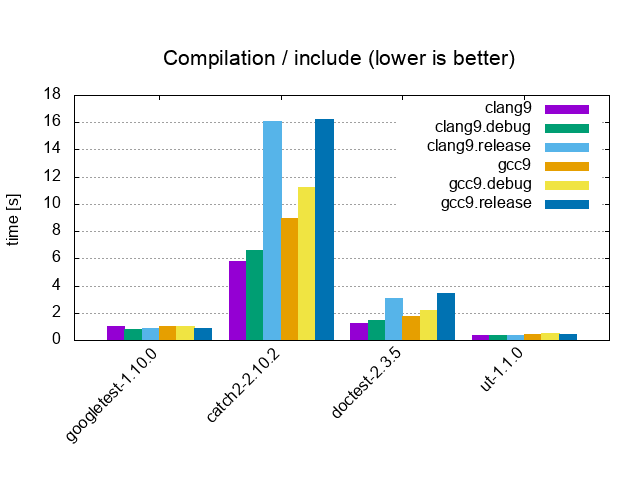 Compilation / include (lower is better)
18
16
14
12
10
8
6
4
2
0
time [s]
clang9
clang9.debug
clang9.release
gcc9
gcc9.debug
gcc9.release
googletest-1.10.0
catch2-2.10.2
doctest-2.3.5
ut-1.1.0